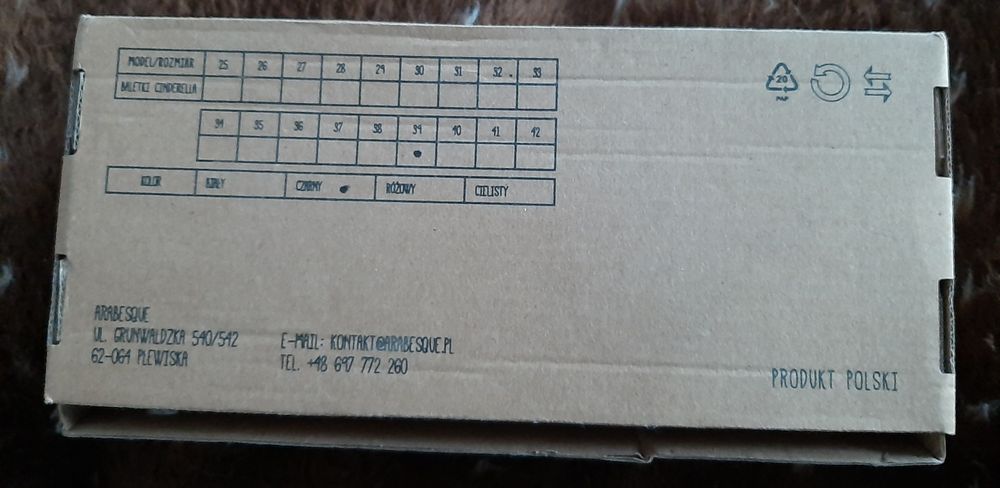 MODEL/ROZMIAR 25 26 27 28 29 30 31 32 33
BALETKI CINDERELLA
34 35 36 37 38 39 40 41 42
KOLOR BIAŁY CZARNY RÓŻOWY CIELISTY
20
PAP
ARABESQUE
UL. GRUNWALDZKA 540/542
62-064 PLEWISKA
E-MAIL: KONTAKT@ARABESQUE.PL
TEL. +48 697 772 260
PRODUKT POLSKI